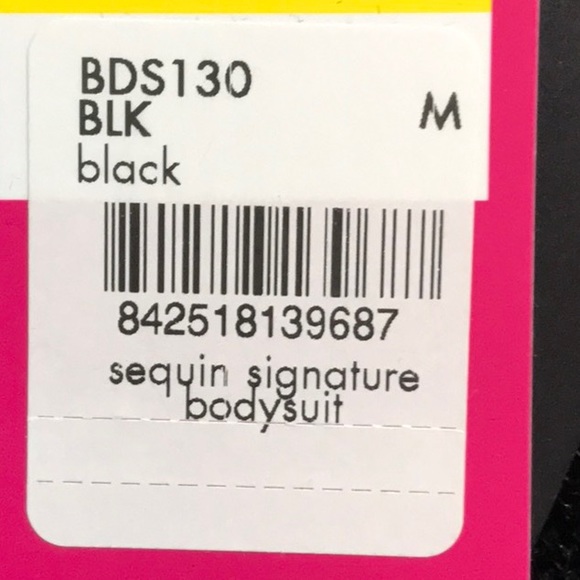 BDS130
BLK M
black
842518139687
sequin signature
bodysuit